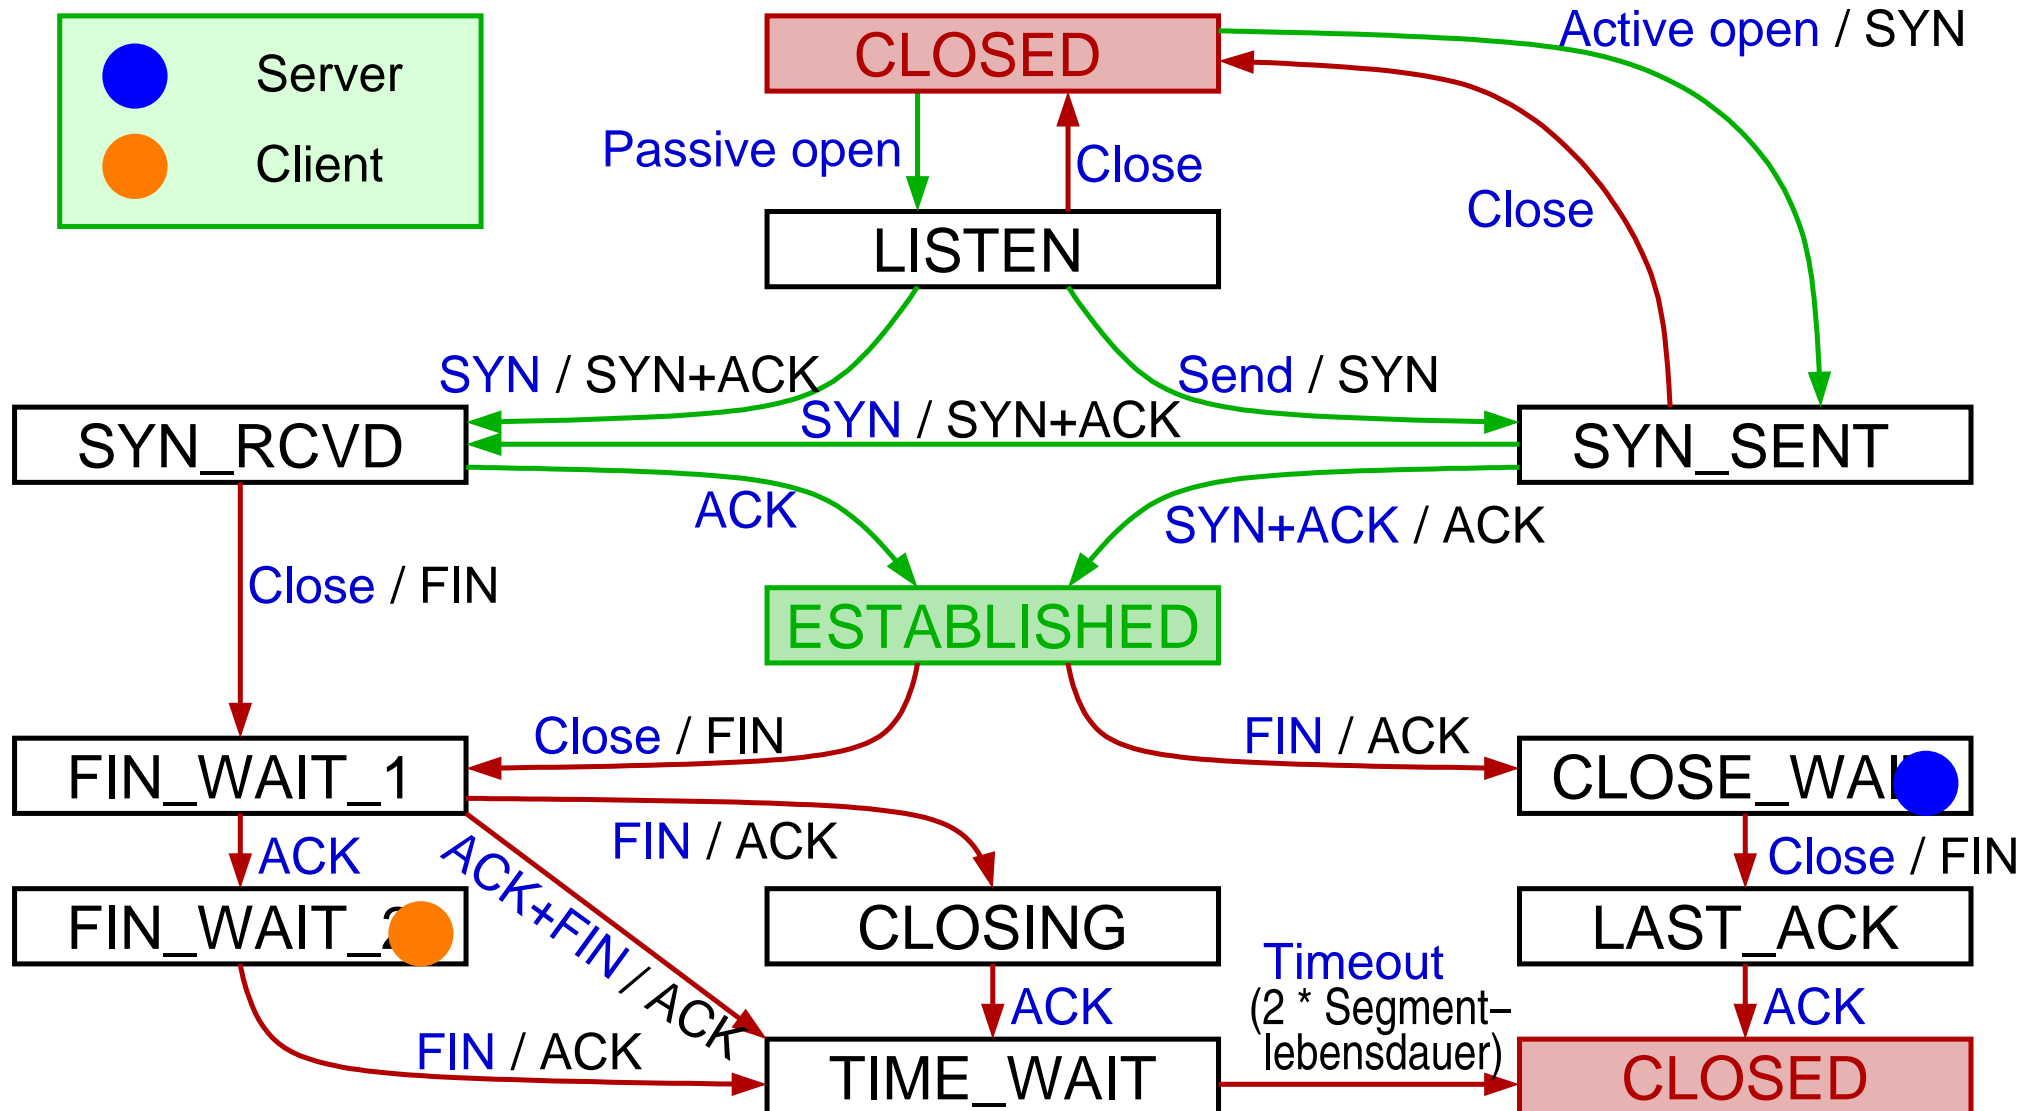 Server
Client
CLOSED
Active open / SYN
Passive open
Close
Close
LISTEN
SYN / SYN+ACK
Send / SYN
SYN / SYN+ACK
SYN_RCVD
SYN_SENT
ACK
SYN+ACK / ACK
Close / FIN
ESTABLISHED
Close / FIN
FIN / ACK
FIN_WAIT_1
CLOSE_WAIT
ACK
ACK+FIN / ACK
FIN / ACK
Close / FIN
FIN_WAIT_2
CLOSING
LAST_ACK
FIN / ACK
ACK
Timeout
(2 * Segment–
lebensdauer)
ACK
TIME_WAIT
CLOSED